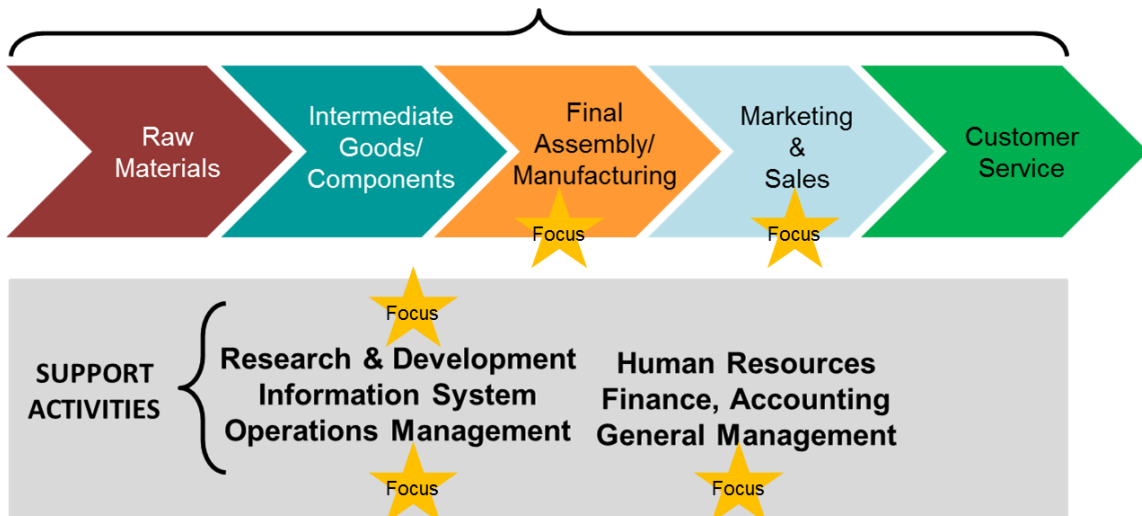 Raw
Materials
Intermediate
Goods/
Components
Final
Assembly/
Manufacturing
Focus
Marketing
&
Sales
Focus
Customer
Service
SUPPORT
ACTIVITIES
Focus
Research & Development
Information System
Operations Management
Focus
Human Resources
Finance, Accounting
General Management
Focus